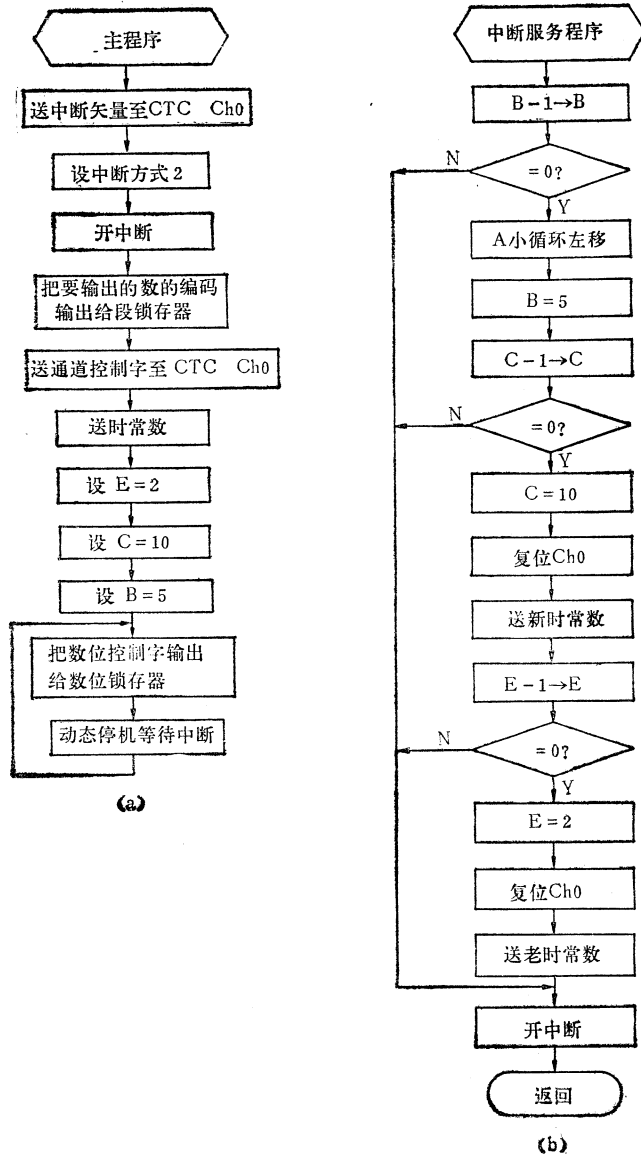 主程序
送中断矢量至CTC Ch0
设中断方式2
开中断
把要输出的数的编码
输出给段锁存器
送通道控制字至 CTC Ch0
送时常数
设 E=2
设 C=10
设 B=5
把数位控制字输出
给数位锁存器
动态停机等待中断
(a)
中断服务程序
B-1→B
N
=0?
Y
A小循环左移
B=5
C-1→C
N
=0?
Y
C=10
复位Ch0
送新时常数
E-1→E
N
=0?
Y
E=2
复位Ch0
送老时常数
开中断
返回
(b)